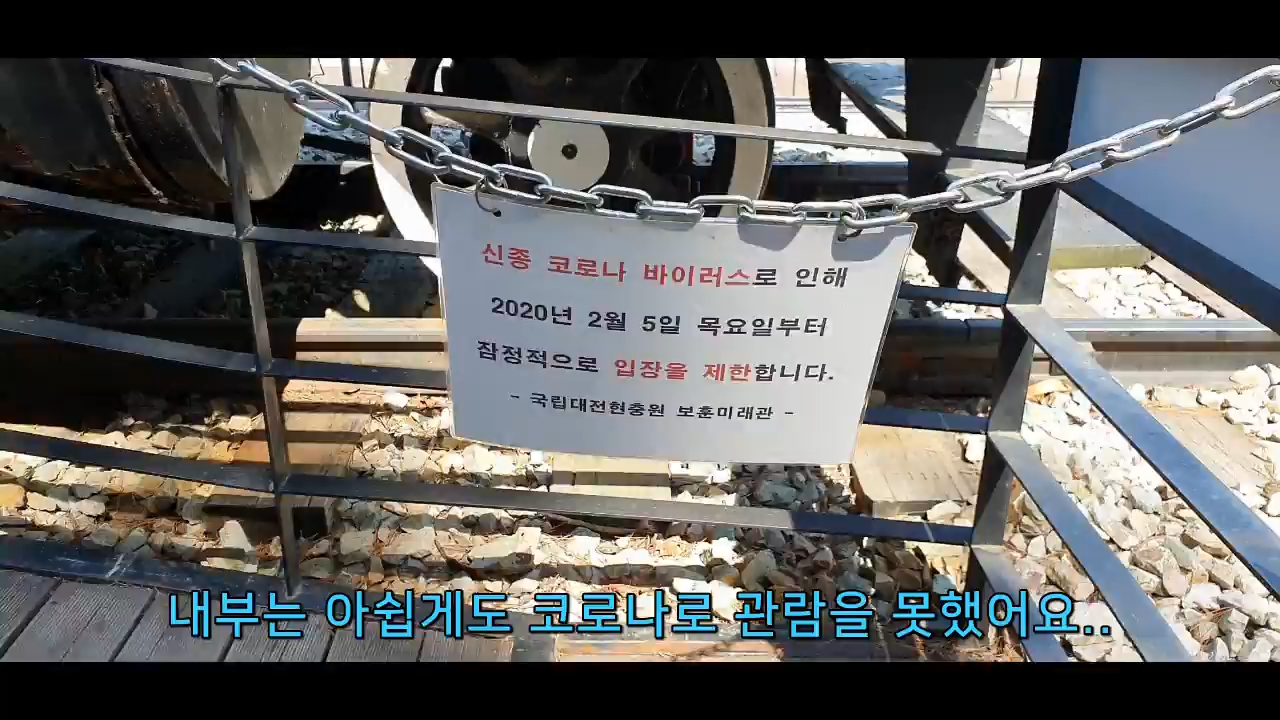 신종 코로나 바이러스로 인해
2020년 2월 5일 목요일부터
잠정적으로 입장을 제한합니다.
- 국립대전현충원 보훈미래관 -
내부는 아쉽게도 코로나로 관람을 못했어요..